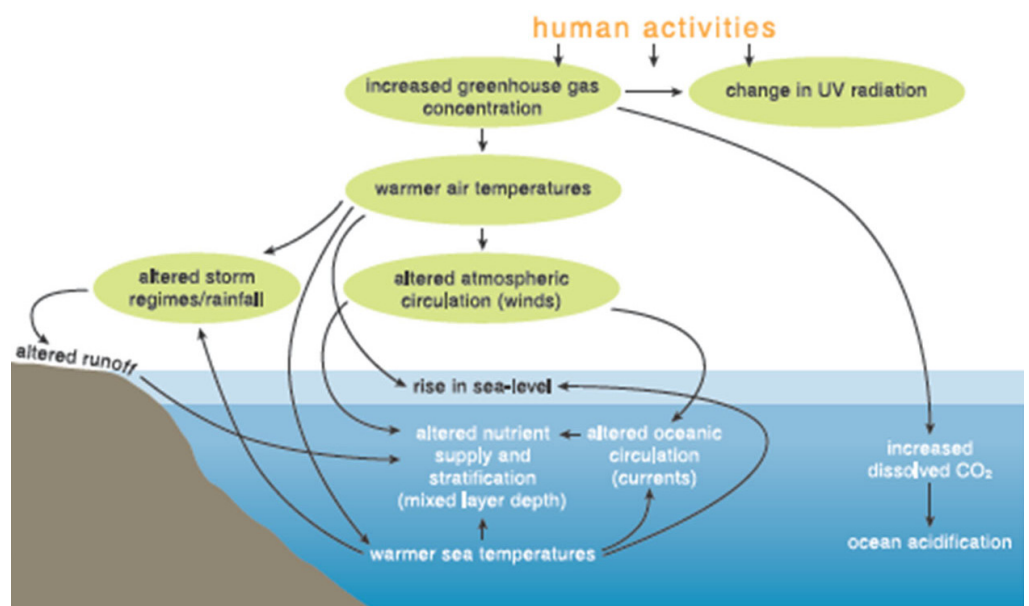 human activities
increased greenhouse gas
concentration
change in UV radiation
warmer air temperatures
altered storm
regimes/rainfall
altered atmospheric
circulation (winds)
altered runoff
rise in sea-level
altered nutrient
supply and
stratification
(mixed layer depth)
altered oceanic
circulation
(currents)
increased
dissolved CO₂
warmer sea temperatures
ocean acidification